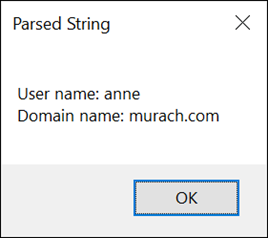 Parsed String
User name: anne
Domain name: murach.com
OK